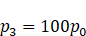 p₃ = 100p₀